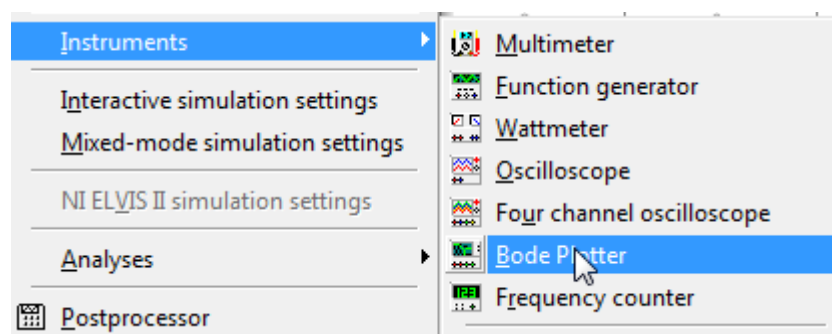 Instruments
Interactive simulation settings
Mixed-mode simulation settings
NI ELVIS II simulation settings
Analyses
Postprocessor
Multimeter
Function generator
Wattmeter
Oscilloscope
Four channel oscilloscope
Bode Plotter
Frequency counter